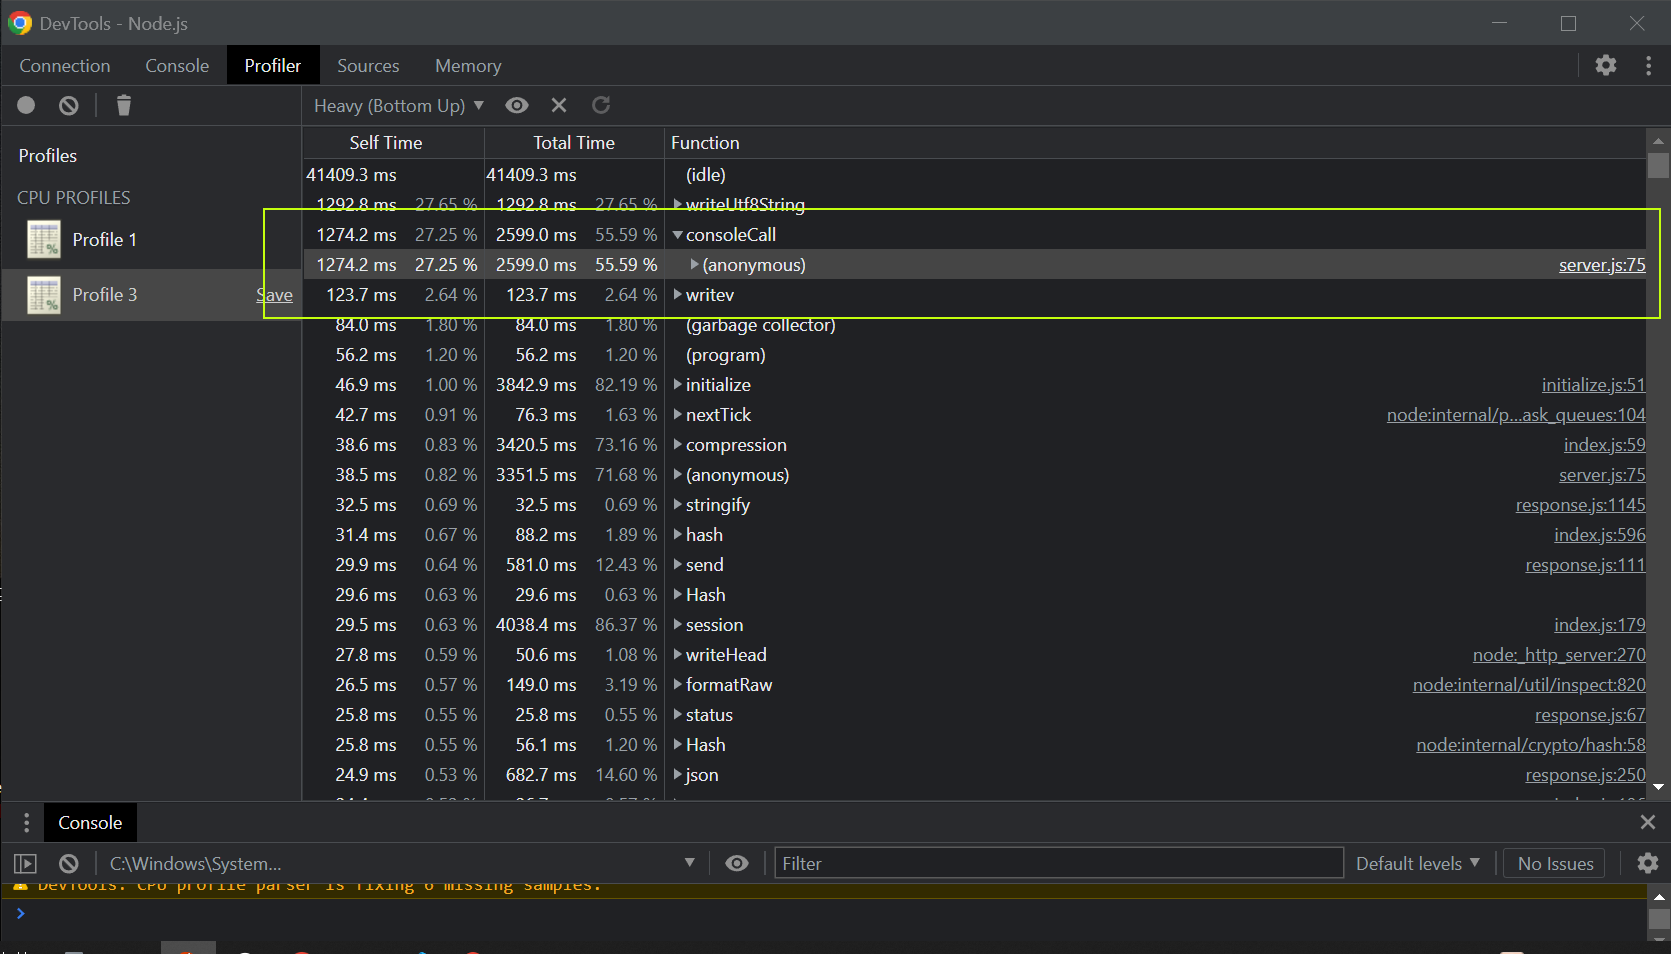 DevTools - Node.js
Connection Console Profiler Sources Memory
Heavy (Bottom Up)
Profiles
CPU PROFILES
Profile 1
Profile 3 Save
Self Time Total Time Function
41409.3 ms 41409.3 ms (idle)
1292.8 ms 27.65 % 1292.8 ms 27.65 % writeUtf8String
1274.2 ms 27.25 % 2599.0 ms 55.59 % consoleCall
1274.2 ms 27.25 % 2599.0 ms 55.59 % (anonymous) server.js:75
123.7 ms 2.64 % 123.7 ms 2.64 % writev
84.0 ms 1.80 % 84.0 ms 1.80 % (garbage collector)
56.2 ms 1.20 % 56.2 ms 1.20 % (program)
46.9 ms 1.00 % 3842.9 ms 82.19 % initialize initialize.js:51
42.7 ms 0.91 % 76.3 ms 1.63 % nextTick node:internal/p...ask_queues:104
38.6 ms 0.83 % 3420.5 ms 73.16 % compression index.js:59
38.5 ms 0.82 % 3351.5 ms 71.68 % (anonymous) server.js:75
32.5 ms 0.69 % 32.5 ms 0.69 % stringify response.js:1145
31.4 ms 0.67 % 88.2 ms 1.89 % hash index.js:596
29.9 ms 0.64 % 581.0 ms 12.43 % send response.js:111
29.6 ms 0.63 % 29.6 ms 0.63 % Hash
29.5 ms 0.63 % 4038.4 ms 86.37 % session index.js:179
27.8 ms 0.59 % 50.6 ms 1.08 % writeHead node:_http_server:270
26.5 ms 0.57 % 149.0 ms 3.19 % formatRaw node:internal/util/inspect:820
25.8 ms 0.55 % 25.8 ms 0.55 % status response.js:67
25.8 ms 0.55 % 56.1 ms 1.20 % Hash node:internal/crypto/hash:58
24.9 ms 0.53 % 682.7 ms 14.60 % json response.js:250
Console
C:\Windows\System... Filter Default levels No Issues
DevTools: CPU profile parser is fixing 6 missing samples.